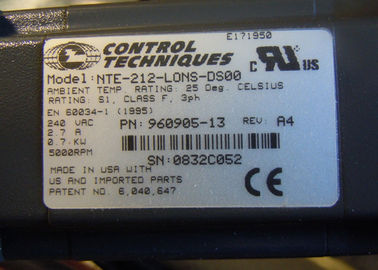 E171950
CONTROL
TECHNIQUES
C US
Model: NTE-212-LONS-DS00
AMBIENT TEMP. RATING: 25 Deg. CELSIUS
RATING: S1, CLASS F, 3ph
EN 60034-1 (1995)
240 VAC PN: 960905-13 REV: A4
2.7 A
0.7 KW
5000RPM SN: 0832C052
MADE IN USA WITH
US AND IMPORTED PARTS
PATENT NO. 6,040,647
CE